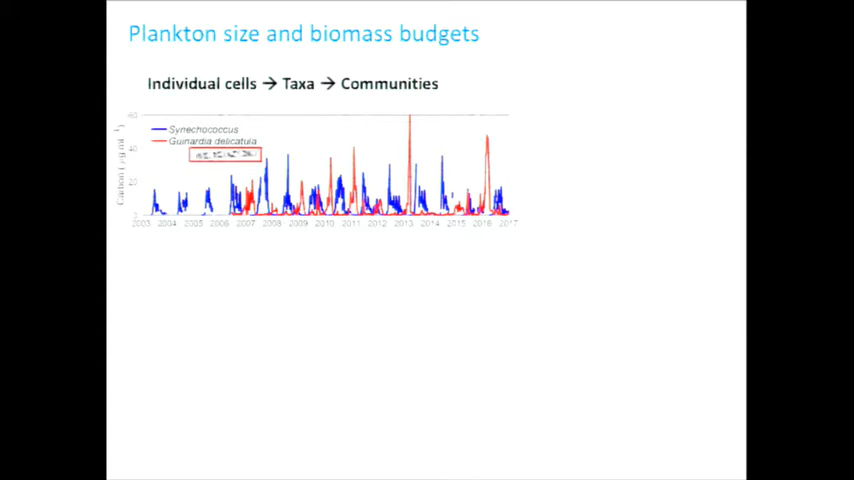 Plankton size and biomass budgets
Individual cells → Taxa → Communities
Synechococcus
Guinardia delicatula
60
40
20
0
Carbon (µg ml⁻¹)
2003 2004 2005 2006 2007 2008 2009 2010 2011 2012 2013 2014 2015 2016 2017